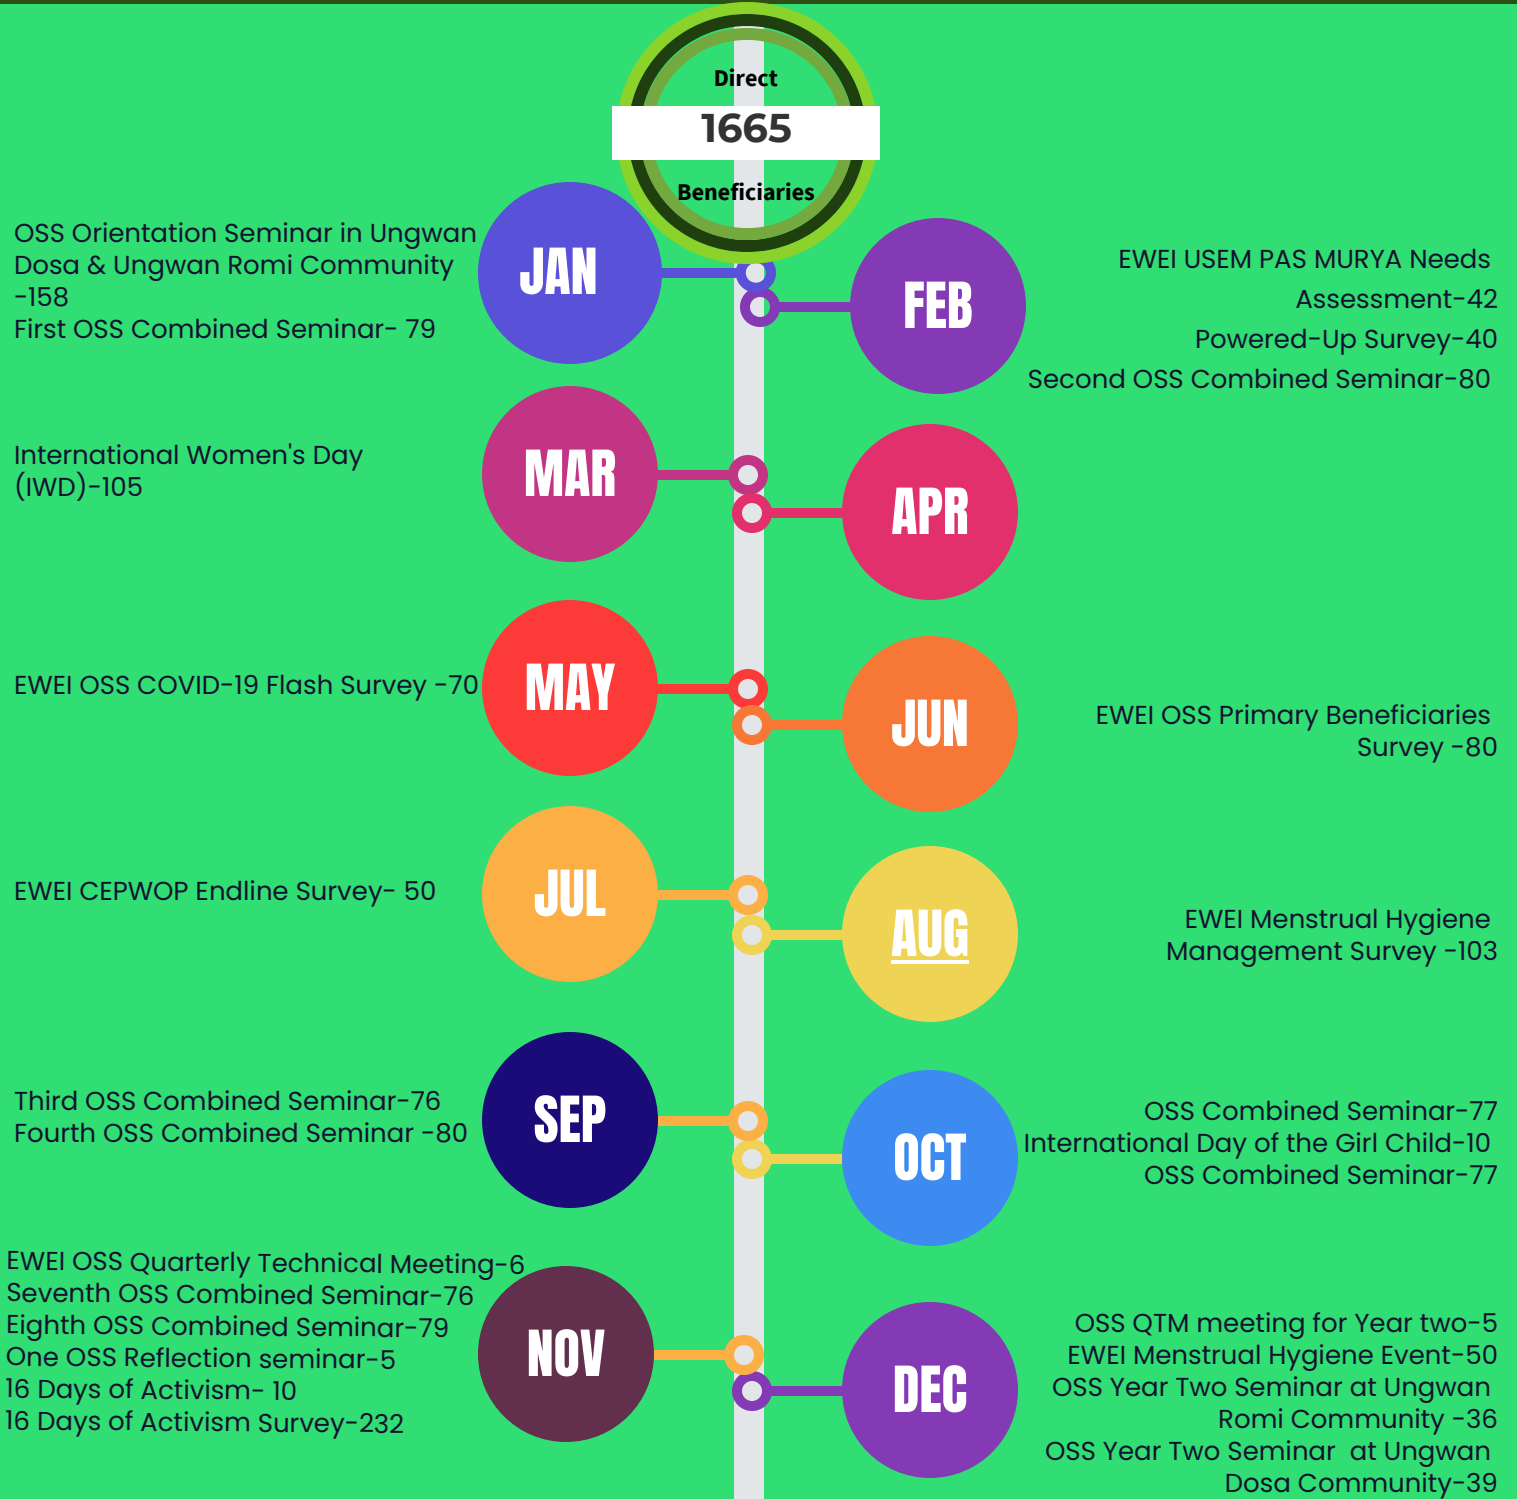 Direct
1665
Beneficiaries
JAN
OSS Orientation Seminar in Ungwan
Dosa & Ungwan Romi Community
-158
First OSS Combined Seminar- 79
FEB
EWEI USEM PAS MURYA Needs
Assessment-42
Powered-Up Survey-40
Second OSS Combined Seminar-80
MAR
International Women's Day
(IWD)-105
APR
MAY
EWEI OSS COVID-19 Flash Survey -70
JUN
EWEI OSS Primary Beneficiaries
Survey -80
JUL
EWEI CEPWOP Endline Survey- 50
AUG
EWEI Menstrual Hygiene
Management Survey -103
SEP
Third OSS Combined Seminar-76
Fourth OSS Combined Seminar -80
OCT
OSS Combined Seminar-77
International Day of the Girl Child-10
OSS Combined Seminar-77
NOV
EWEI OSS Quarterly Technical Meeting-6
Seventh OSS Combined Seminar-76
Eighth OSS Combined Seminar-79
One OSS Reflection seminar-5
16 Days of Activism- 10
16 Days of Activism Survey-232
DEC
OSS QTM meeting for Year two-5
EWEI Menstrual Hygiene Event-50
OSS Year Two Seminar at Ungwan
Romi Community -36
OSS Year Two Seminar  at Ungwan
Dosa Community-39